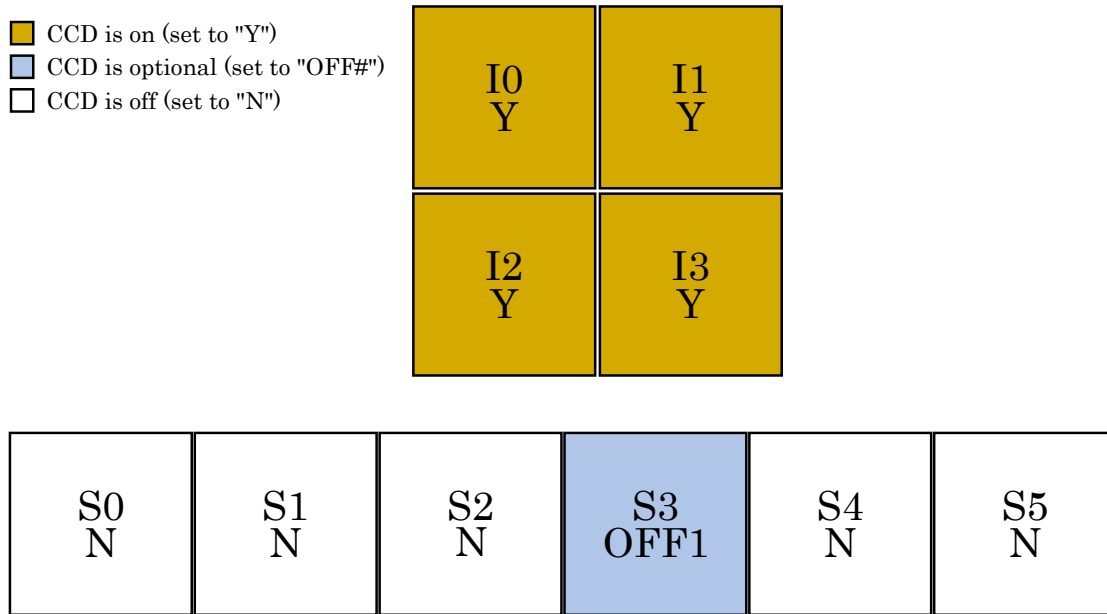 CCD is on (set to "Y")
CCD is optional (set to "OFF#")
CCD is off (set to "N")
I0
Y
I1
Y
I2
Y
I3
Y
S0
N
S1
N
S2
N
S3
OFF1
S4
N
S5
N